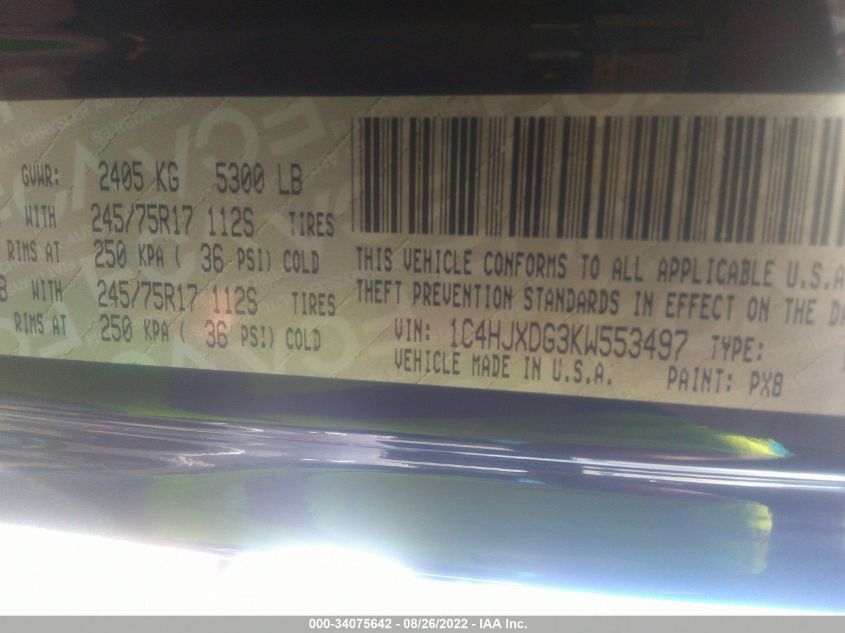 GVWR: 2405 KG 5300 LB
WITH 245/75R17 112S TIRES
RIMS AT 250 KPA ( 36 PSI) COLD
B WITH 245/75R17 112S TIRES
RIMS AT 250 KPA ( 36 PSI) COLD
THIS VEHICLE CONFORMS TO ALL APPLICABLE U.S.A
THEFT PREVENTION STANDARDS IN EFFECT ON THE DA
VIN: 1C4HJXDG3KW553497 TYPE:
VEHICLE MADE IN U.S.A. PAINT: PX8
000-34075642 - 08/26/2022 - IAA Inc.